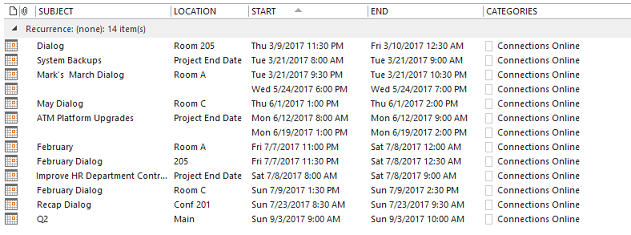 SUBJECT LOCATION START END CATEGORIES
Recurrence: (none): 14 item(s)
Dialog Room 205 Thu 3/9/2017 11:30 PM Fri 3/10/2017 12:30 AM Connections Online
System Backups Project End Date Tue 3/21/2017 8:00 AM Tue 3/21/2017 9:00 AM Connections Online
Mark's March Dialog Room A Tue 3/21/2017 9:30 PM Tue 3/21/2017 10:30 PM Connections Online
Wed 5/24/2017 6:00 PM Wed 5/24/2017 7:00 PM Connections Online
May Dialog Room C Thu 6/1/2017 1:00 PM Thu 6/1/2017 2:00 PM Connections Online
ATM Platform Upgrades Project End Date Mon 6/12/2017 8:00 AM Mon 6/12/2017 9:00 AM Connections Online
Mon 6/19/2017 1:00 PM Mon 6/19/2017 2:00 PM Connections Online
February Room A Fri 7/7/2017 11:00 PM Sat 7/8/2017 12:00 AM Connections Online
February Dialog 205 Fri 7/7/2017 11:30 PM Sat 7/8/2017 12:30 AM Connections Online
Improve HR Department Contr... Project End Date Sat 7/8/2017 8:00 AM Sat 7/8/2017 9:00 AM Connections Online
February Dialog Room C Sun 7/9/2017 1:30 PM Sun 7/9/2017 2:30 PM Connections Online
Recap Dialog Conf 201 Sun 7/23/2017 8:30 AM Sun 7/23/2017 9:30 AM Connections Online
Q2 Main Sun 9/3/2017 9:00 AM Sun 9/3/2017 10:00 AM Connections Online